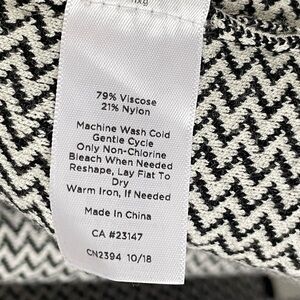 79% Viscose
21% Nylon
Machine Wash Cold
Gentle Cycle
Only Non-Chlorine
Bleach When Needed
Reshape, Lay Flat To
Dry
Warm Iron, If Needed
Made In China
CA #23147
CN2394 10/18